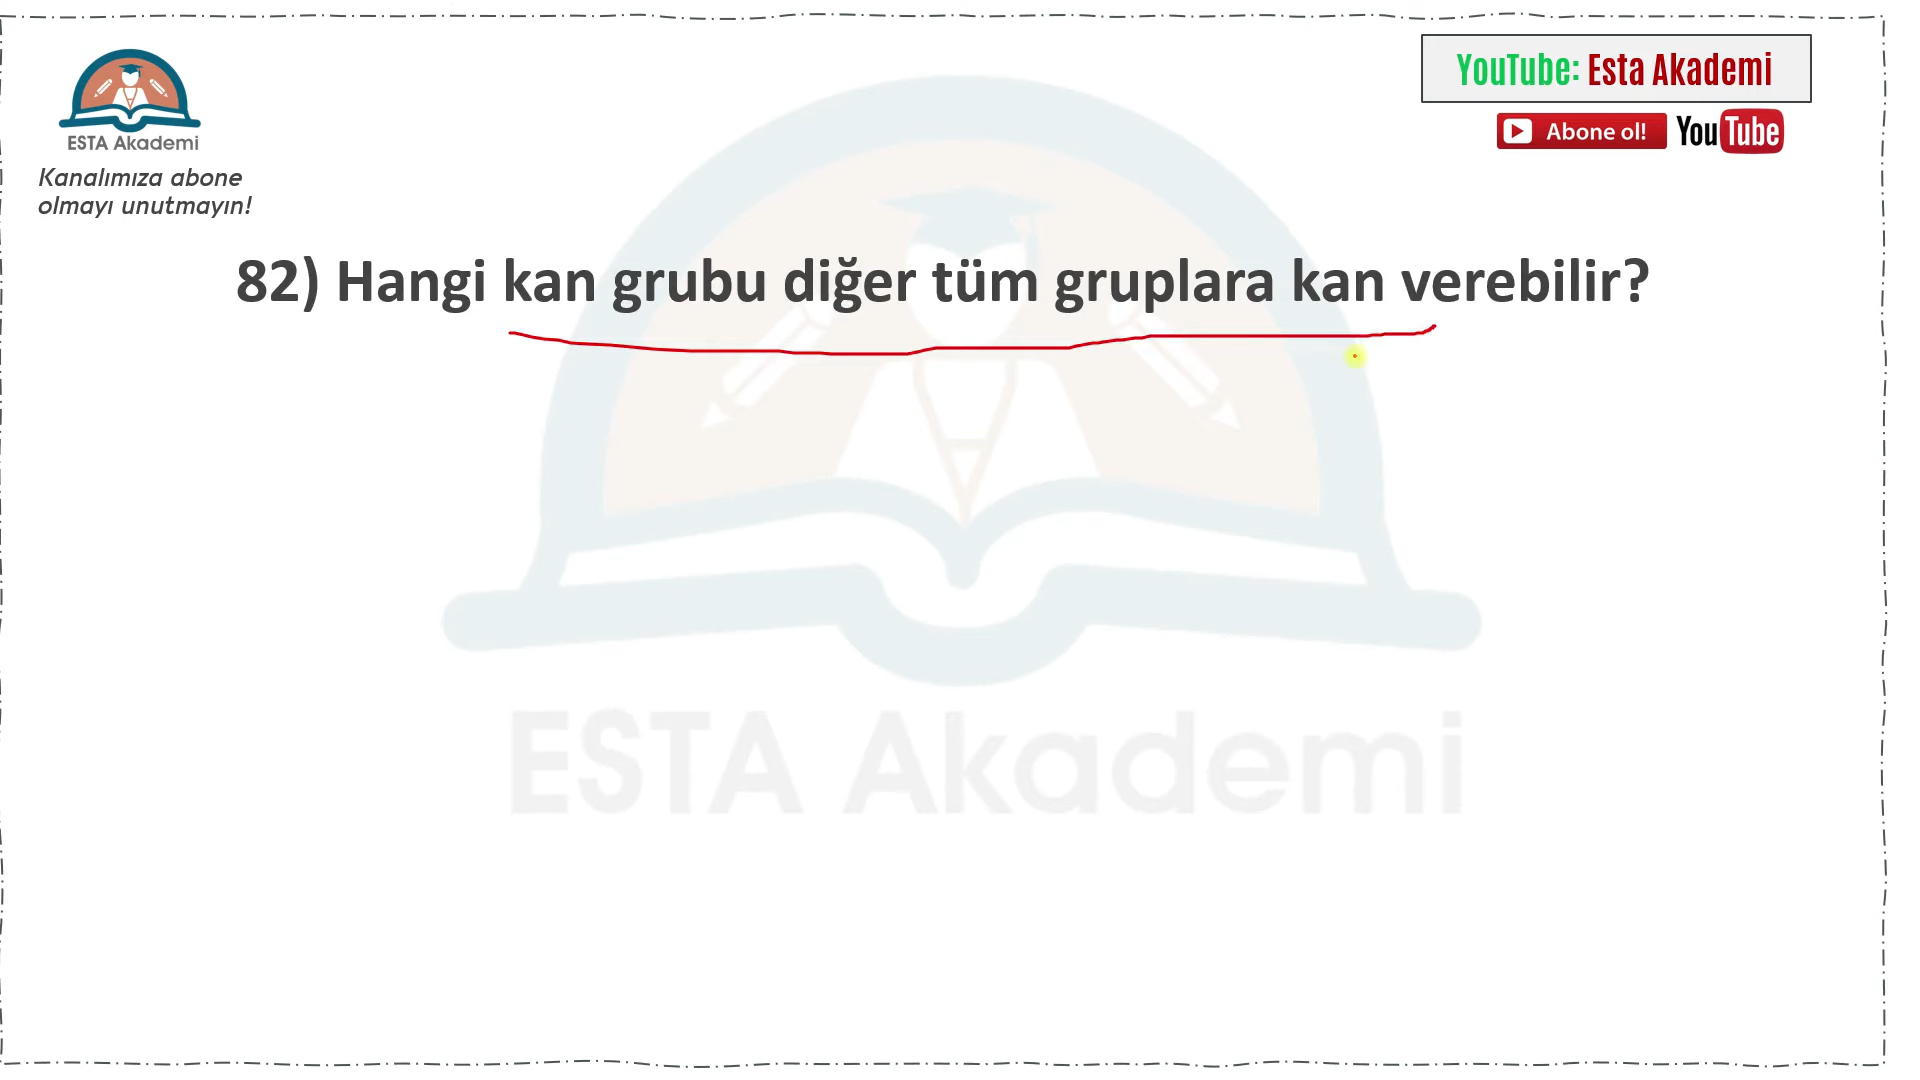 YouTube: Esta Akademi
Abone ol! YouTube
ESTA Akademi
Kanalımıza abone
olmayı unutmayın!
82) Hangi kan grubu diğer tüm gruplara kan verebilir?
ESTA Akademi